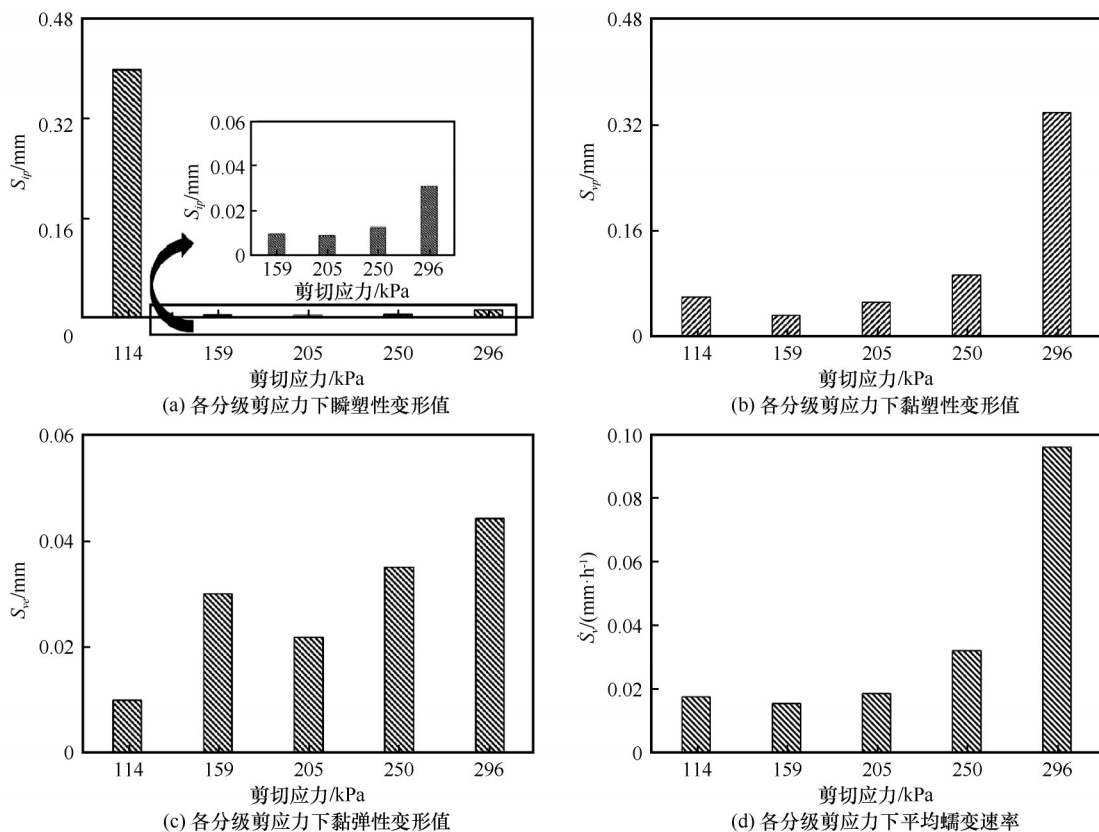 0.48
0.32
0.16
0
S_ip/mm
0.06
0.04
0.02
0
S_ip/mm
159 205 250 296
剪切应力/kPa
114 159 205 250 296
剪切应力/kPa
(a) 各分级剪应力下瞬塑性变形值
0.48
0.32
0.16
0
S_vp/mm
114 159 205 250 296
剪切应力/kPa
(b) 各分级剪应力下黏塑性变形值
0.06
0.04
0.02
0
S_ve/mm
114 159 205 250 296
剪切应力/kPa
(c) 各分级剪应力下黏弹性变形值
0.10
0.08
0.06
0.04
0.02
0
Ṡ_v/(mm·h⁻¹)
114 159 205 250 296
剪切应力/kPa
(d) 各分级剪应力下平均蠕变速率